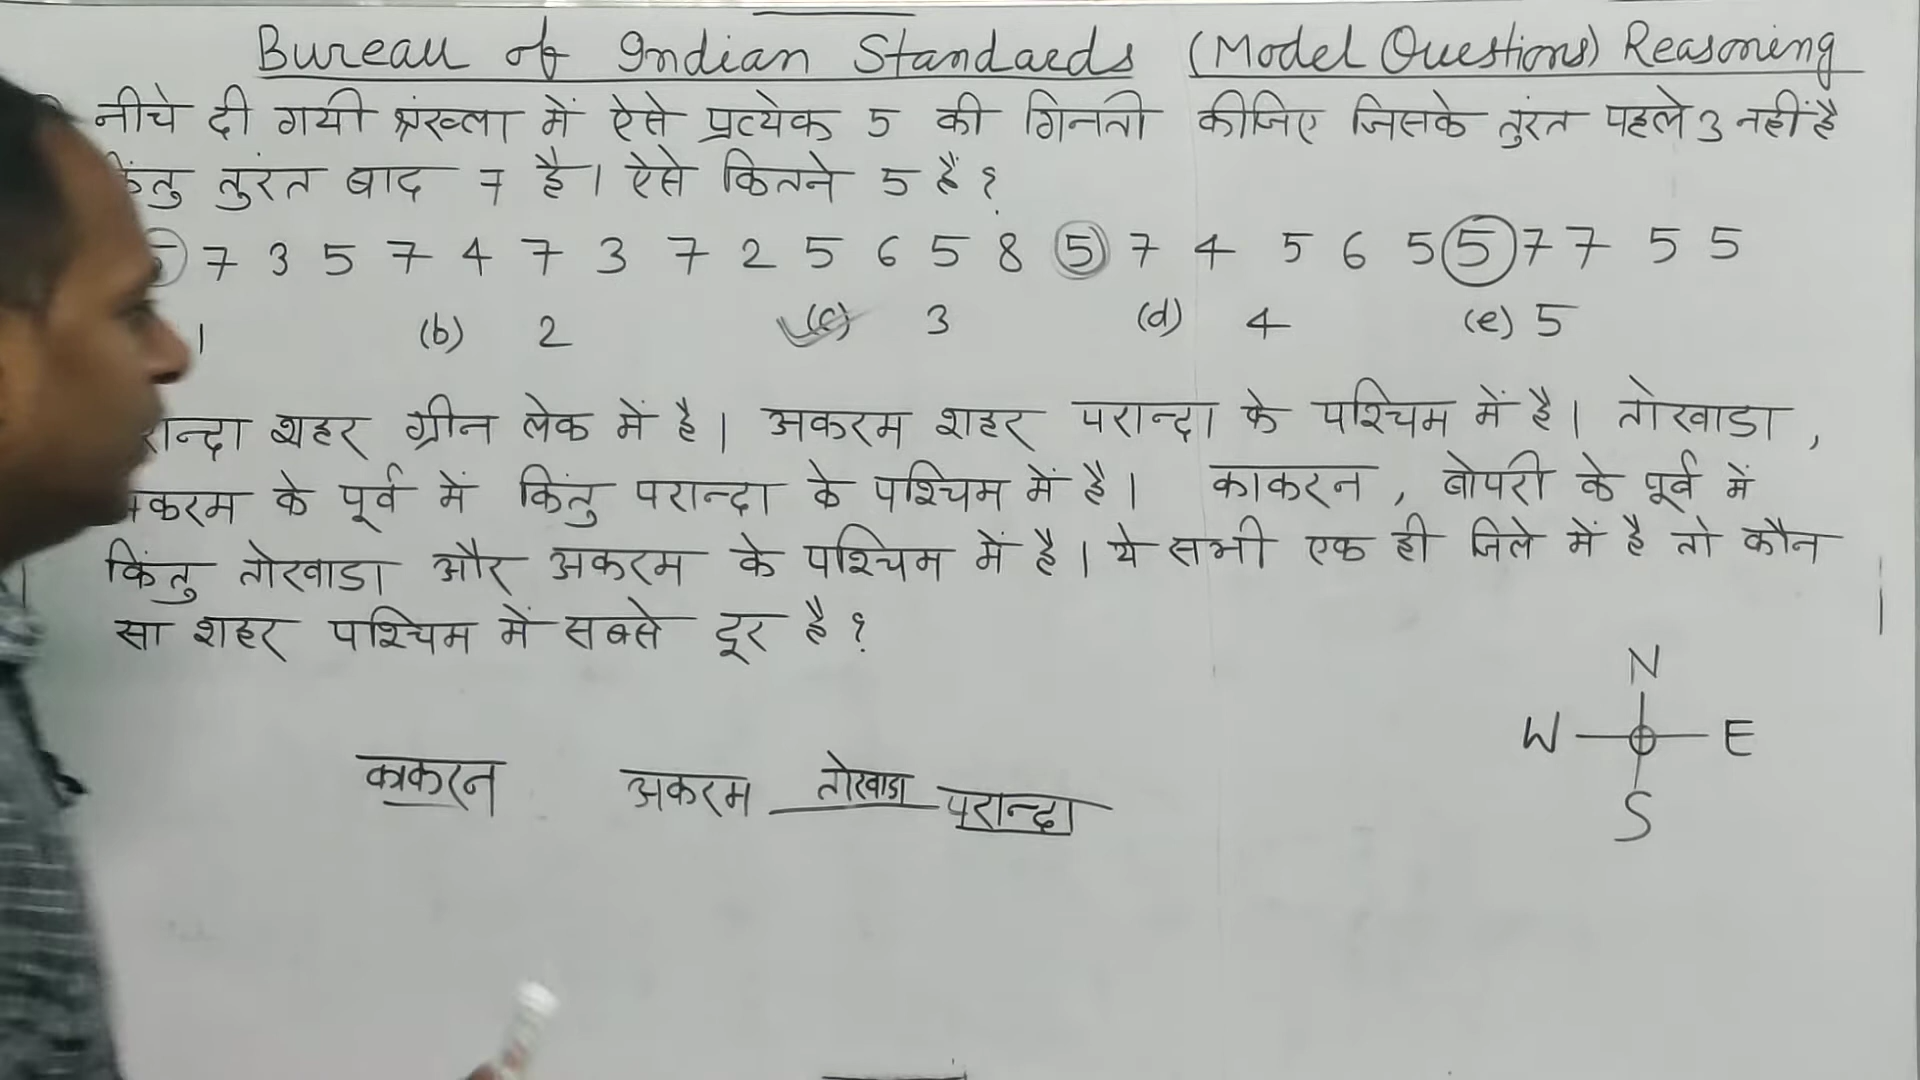 Bureau of Indian Standards (Model Questions) Reasoning
नीचे दी गयी श्रंख्ला में ऐसे प्रत्येक 5 की गिनती कीजिए जिसके तुरंत पहले 3 नहीं है
तुरंत बाद 7 है। ऐसे कितने 5 हैं?
7 3 5 7 4 7 3 7 2 5 6 5 8 5 7 4 5 6 5 5 7 7 5 5
1 (b) 2 (c) 3 (d) 4 (e) 5
शहर ग्रीन लेक में है। अकरम शहर परान्दा के पश्चिम में है। तोरवाडा,
के पूर्व में किंतु परान्दा के पश्चिम में है। काकरन, बोपरी के पूर्व में
किंतु तोरवाडा और अकरम के पश्चिम में है। ये सभी एक ही जिले में है तो कौन
सा शहर पश्चिम में सबसे दूर है?
N
W E
S
काकरन अकरम तोरवाडा परान्दा